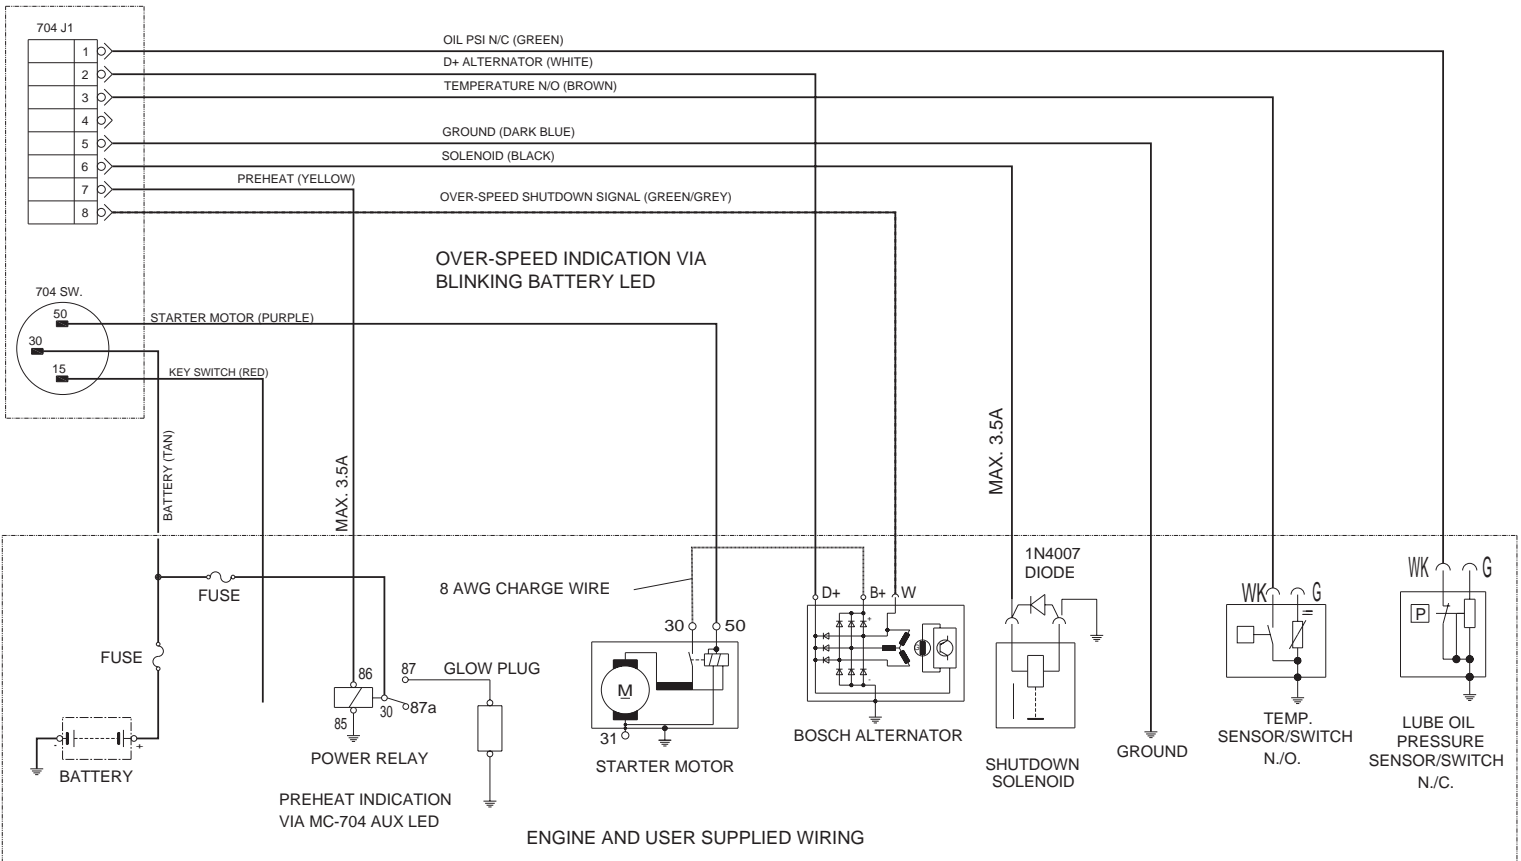 704 J1
1
OIL PSI N/C (GREEN)
2
D+ ALTERNATOR (WHITE)
3
TEMPERATURE N/O (BROWN)
4
5
GROUND (DARK BLUE)
6
SOLENOID (BLACK)
7
PREHEAT (YELLOW)
8
OVER-SPEED SHUTDOWN SIGNAL (GREEN/GREY)
OVER-SPEED INDICATION VIA
BLINKING BATTERY LED
704 SW.
50
STARTER MOTOR (PURPLE)
30
15
KEY SWITCH (RED)
BATTERY (TAN)
MAX. 3.5A
MAX. 3.5A
FUSE
FUSE
- +
BATTERY
86
85
30
87
87a
GLOW PLUG
POWER RELAY
PREHEAT INDICATION
VIA MC-704 AUX LED
8 AWG CHARGE WIRE
30 50
M
31
STARTER MOTOR
D+ B+ W
+
-
BOSCH ALTERNATOR
1N4007
DIODE
SHUTDOWN
SOLENOID
GROUND
WK G
TEMP.
SENSOR/SWITCH
N./O.
WK G
P
LUBE OIL
PRESSURE
SENSOR/SWITCH
N./C.
ENGINE AND USER SUPPLIED WIRING